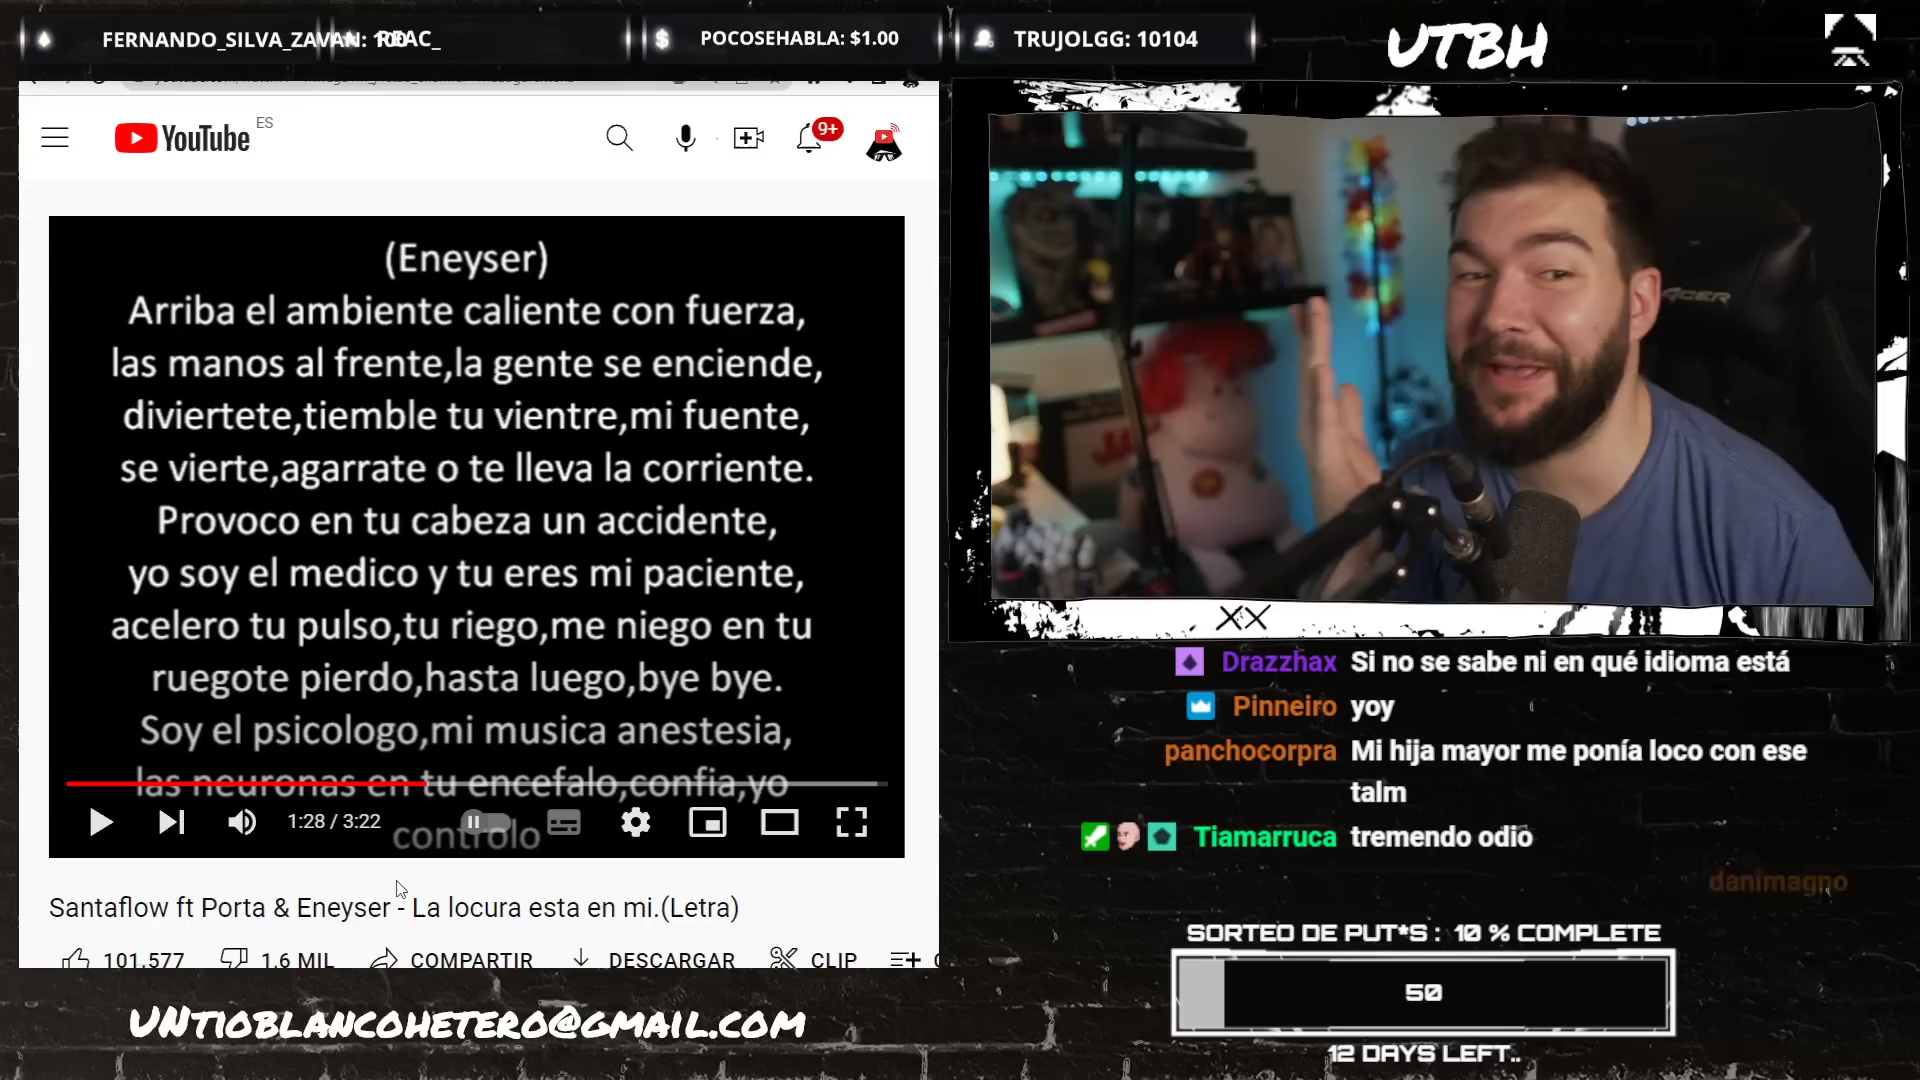 FERNANDO_SILVA_ZAVAN: 100
REAC_
POCOSEHABLA: $1.00
TRUJOLGG: 10104
UTBH
YouTube ES
9+
(Eneyser)
Arriba el ambiente caliente con fuerza,
las manos al frente,la gente se enciende,
diviertete,tiemble tu vientre,mi fuente,
se vierte,agarrate o te lleva la corriente.
Provoco en tu cabeza un accidente,
yo soy el medico y tu eres mi paciente,
acelero tu pulso,tu riego,me niego en tu
ruegote pierdo,hasta luego,bye bye.
Soy el psicologo,mi musica anestesia,
las neuronas en tu encefalo,confia,yo
controlo
1:28 / 3:22
Santaflow ft Porta & Eneyser - La locura esta en mi.(Letra)
101.577
1,6 MIL
COMPARTIR
DESCARGAR
CLIP
UNTIOBLANCOHETERO@GMAIL.COM
ACER
XX
Drazzhax Si no se sabe ni en qué idioma está
Pinneiro yoy
panchocorpra Mi hija mayor me ponía loco con ese
talm
Tiamarruca tremendo odio
danimagno
SORTEO DE PUT*S : 10 % COMPLETE
50
12 DAYS LEFT..